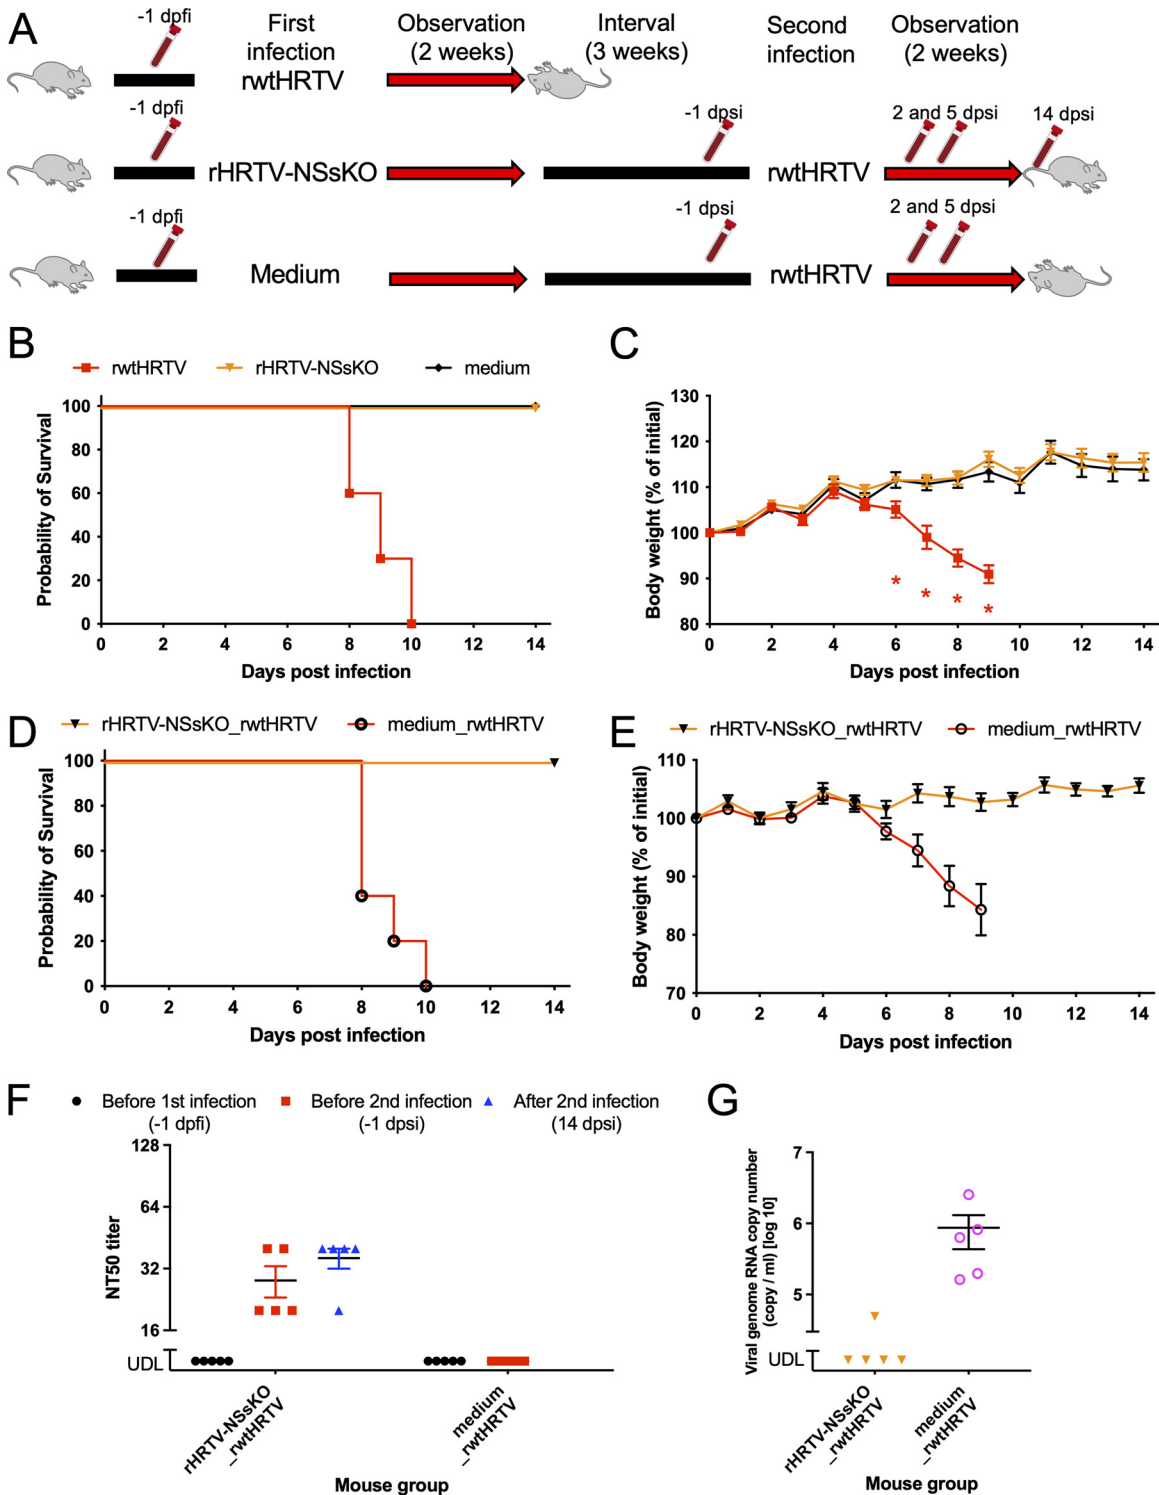 A
-1 dpfi
First
infection
rwtHRTV
Observation
(2 weeks)
Interval
(3 weeks)
Second
infection
Observation
(2 weeks)
-1 dpfi
rHRTV-NSsKO
-1 dpsi
rwtHRTV
2 and 5 dpsi
14 dpsi
-1 dpfi
Medium
-1 dpsi
rwtHRTV
2 and 5 dpsi
B
rwtHRTV
rHRTV-NSsKO
medium
Probability of Survival
100
80
60
40
20
0
0 2 4 6 8 10 12 14
Days post infection
C
Body weight (% of initial)
130
120
110
100
90
80
* * * *
0 2 4 6 8 10 12 14
Days post infection
D
rHRTV-NSsKO_rwtHRTV
medium_rwtHRTV
Probability of Survival
100
80
60
40
20
0
0 2 4 6 8 10 12 14
Days post infection
E
rHRTV-NSsKO_rwtHRTV
medium_rwtHRTV
Body weight (% of initial)
110
100
90
80
70
0 2 4 6 8 10 12 14
Days post infection
F
Before 1st infection
(-1 dpfi)
Before 2nd infection
(-1 dpsi)
After 2nd infection
(14 dpsi)
NT50 titer
128
64
32
16
UDL
rHRTV-NSsKO
_rwtHRTV
medium
_rwtHRTV
Mouse group
G
Viral genome RNA copy number
(copy / ml) [log 10]
7
6
5
UDL
rHRTV-NSsKO
_rwtHRTV
medium
_rwtHRTV
Mouse group